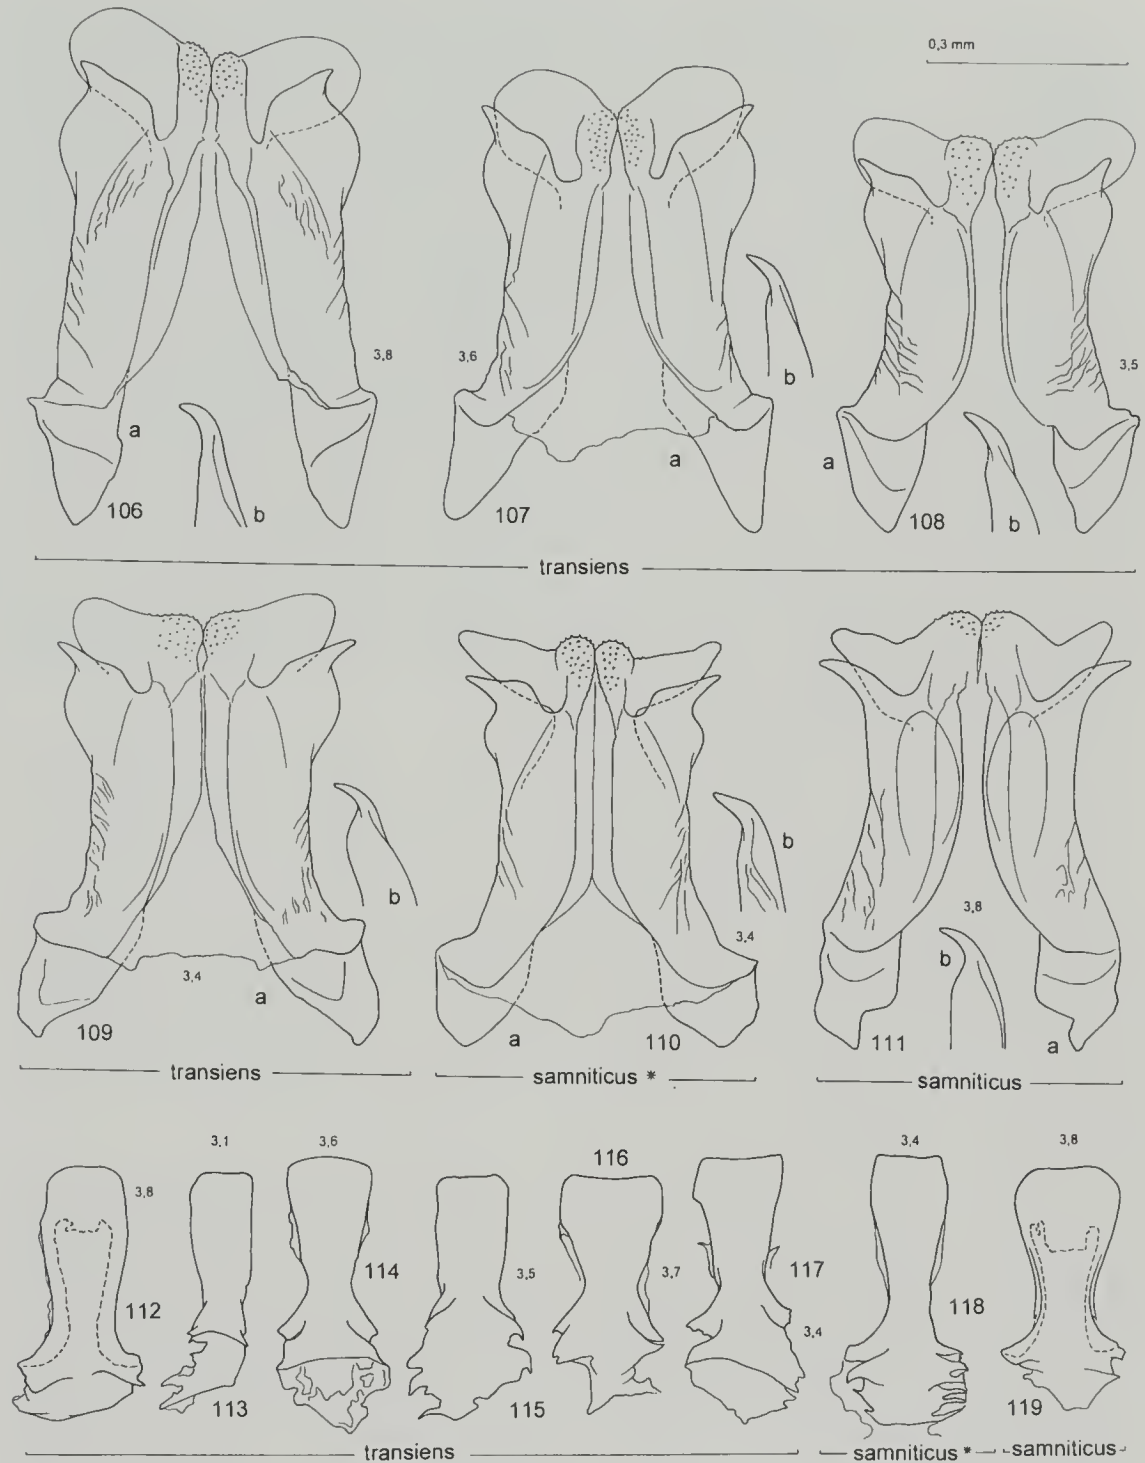 0,3 mm
3,8
a
b
106
3,6
b
a
107
3,5
a
b
108
transiens
b
3,4
a
109
b
3,4
a
110
3,8
b
a
111
transiens
samniticus *
samniticus
3,1
3,6
116
3,4
3,8
3,8
114
3,5
3,7
117
112
118
3,4
113
115
119
transiens
samniticus *
samniticus